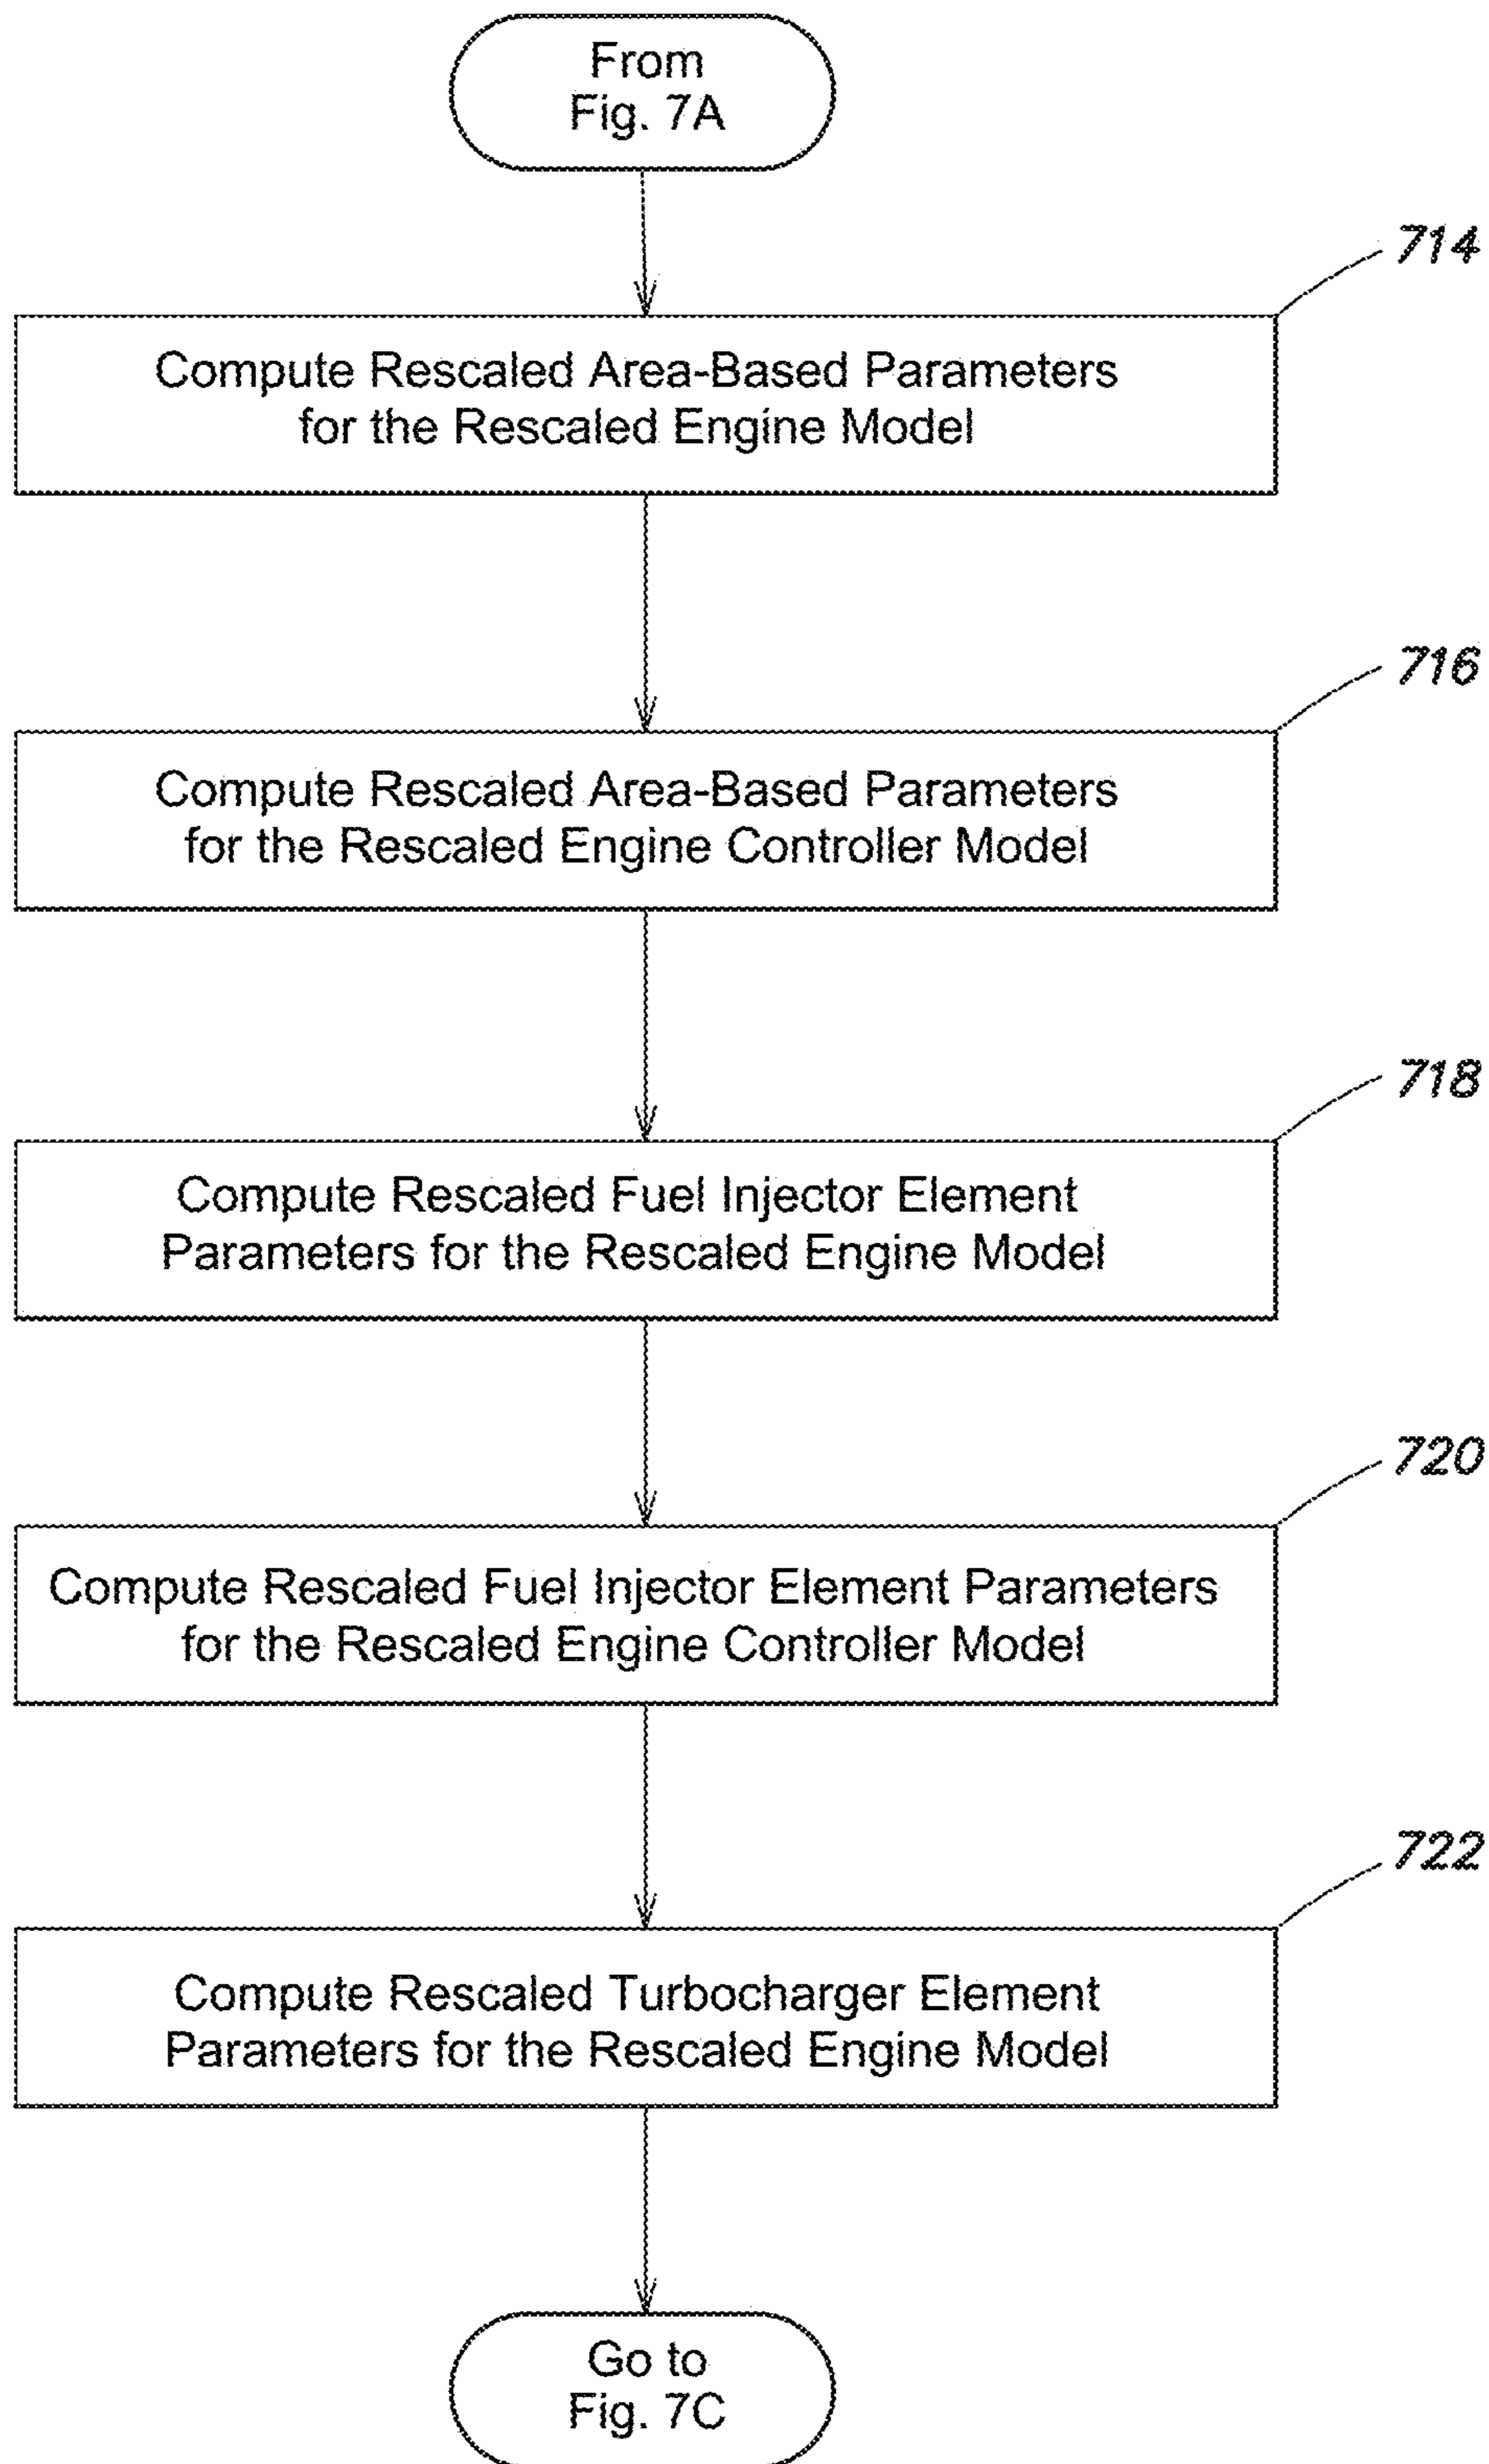 From
Fig. 7A
714
Compute Rescaled Area-Based Parameters
for the Rescaled Engine Model
716
Compute Rescaled Area-Based Parameters
for the Rescaled Engine Controller Model
718
Compute Rescaled Fuel Injector Element
Parameters for the Rescaled Engine Model
720
Compute Rescaled Fuel Injector Element Parameters
for the Rescaled Engine Controller Model
722
Compute Rescaled Turbocharger Element
Parameters for the Rescaled Engine Model
Go to
Fig. 7C